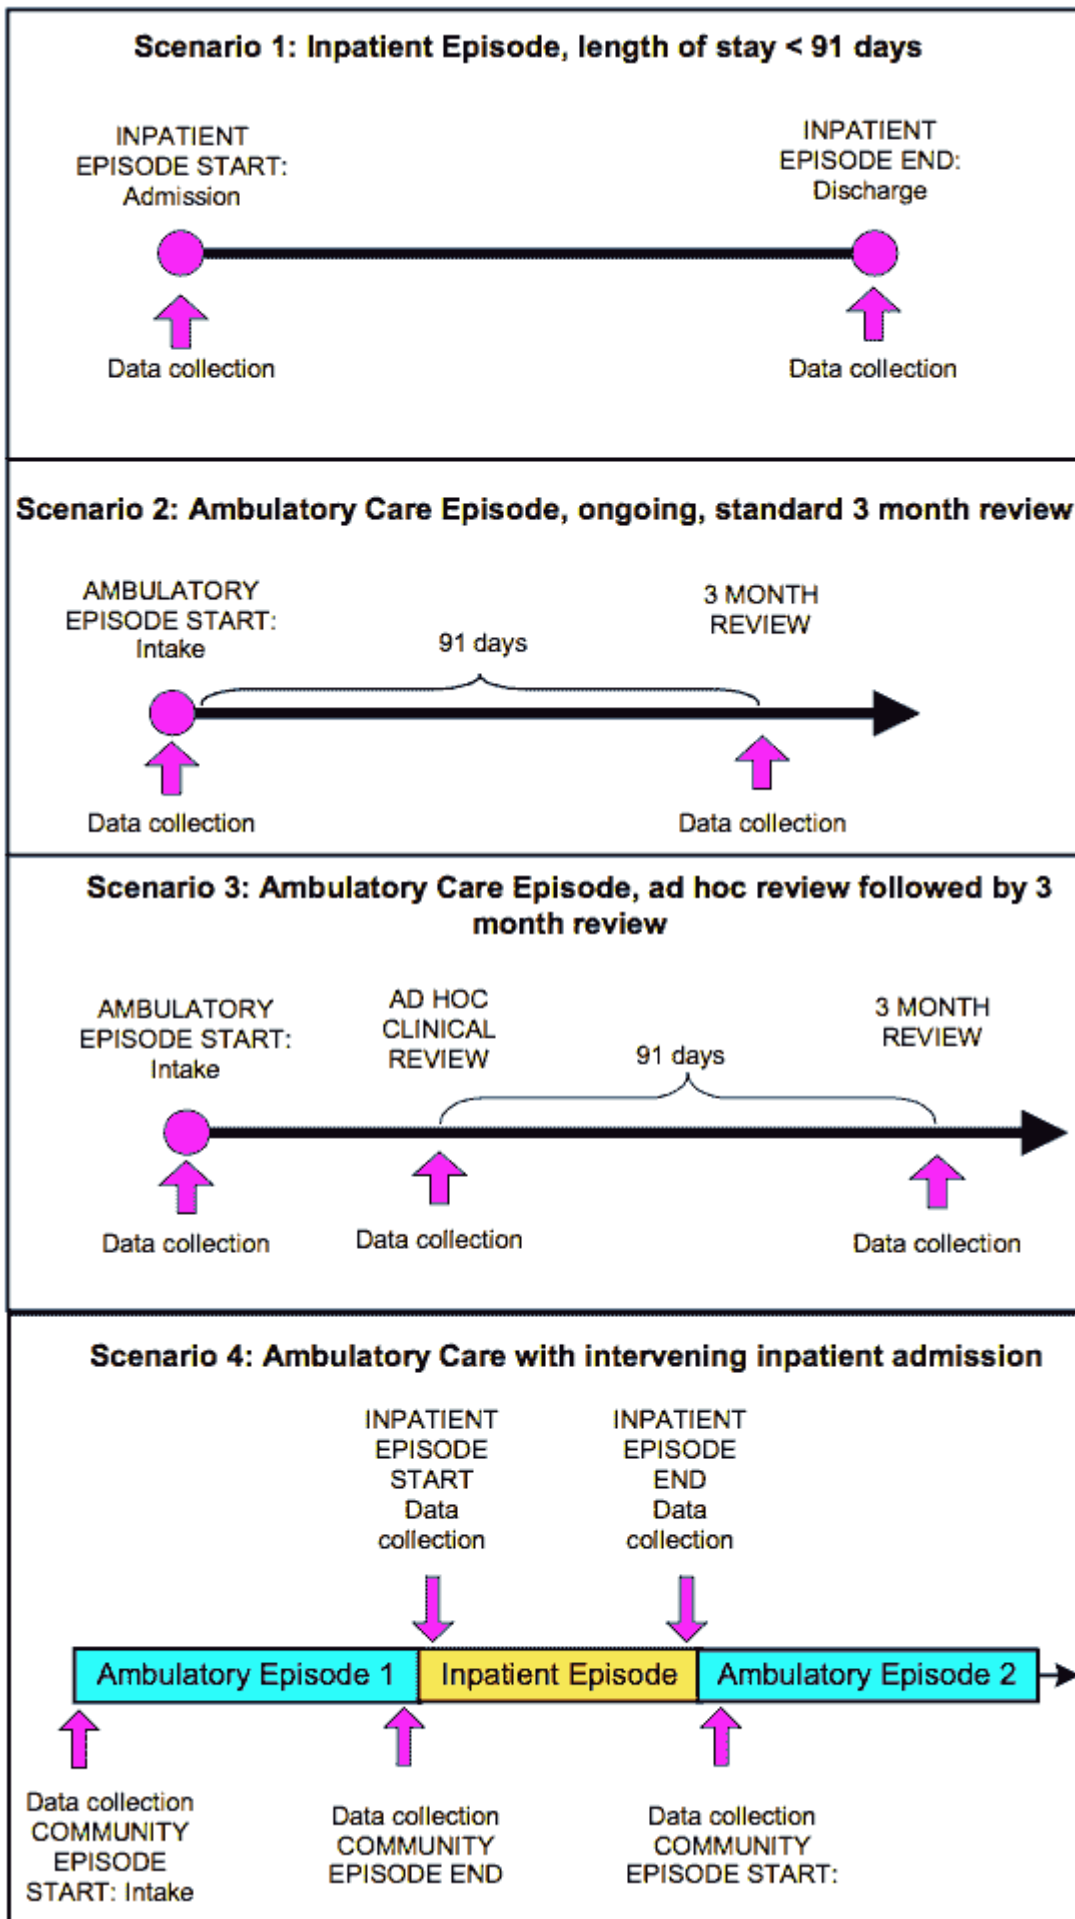 Scenario 1: Inpatient Episode, length of stay < 91 days
INPATIENT
EPISODE START:
Admission
INPATIENT
EPISODE END:
Discharge
Data collection
Data collection
Scenario 2: Ambulatory Care Episode, ongoing, standard 3 month review
AMBULATORY
EPISODE START:
Intake
91 days
3 MONTH
REVIEW
Data collection
Data collection
Scenario 3: Ambulatory Care Episode, ad hoc review followed by 3
month review
AMBULATORY
EPISODE START:
Intake
AD HOC
CLINICAL
REVIEW
91 days
3 MONTH
REVIEW
Data collection
Data collection
Data collection
Scenario 4: Ambulatory Care with intervening inpatient admission
INPATIENT
EPISODE
START
Data
collection
INPATIENT
EPISODE
END
Data
collection
Ambulatory Episode 1
Inpatient Episode
Ambulatory Episode 2
Data collection
COMMUNITY
EPISODE
START: Intake
Data collection
COMMUNITY
EPISODE END
Data collection
COMMUNITY
EPISODE START: